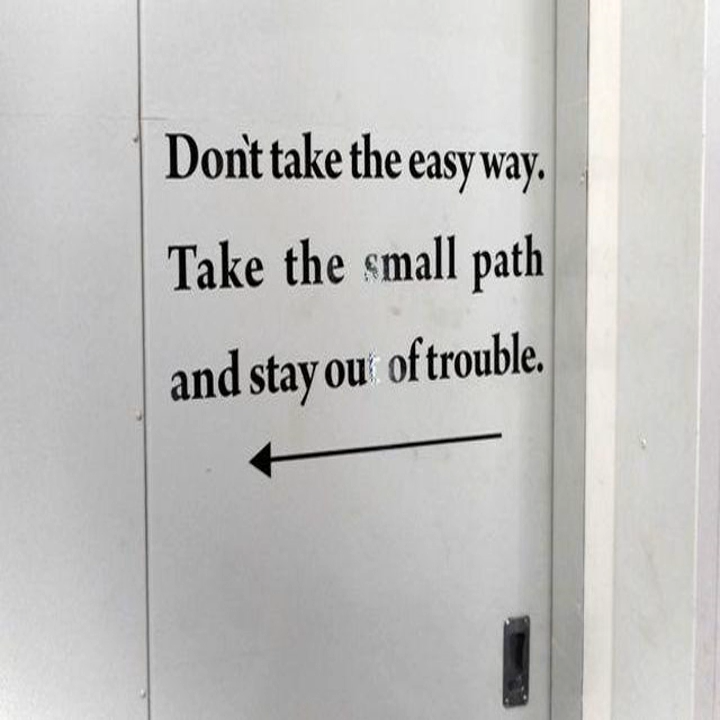 Don't take the easy way.
Take the small path
and stay out of trouble.